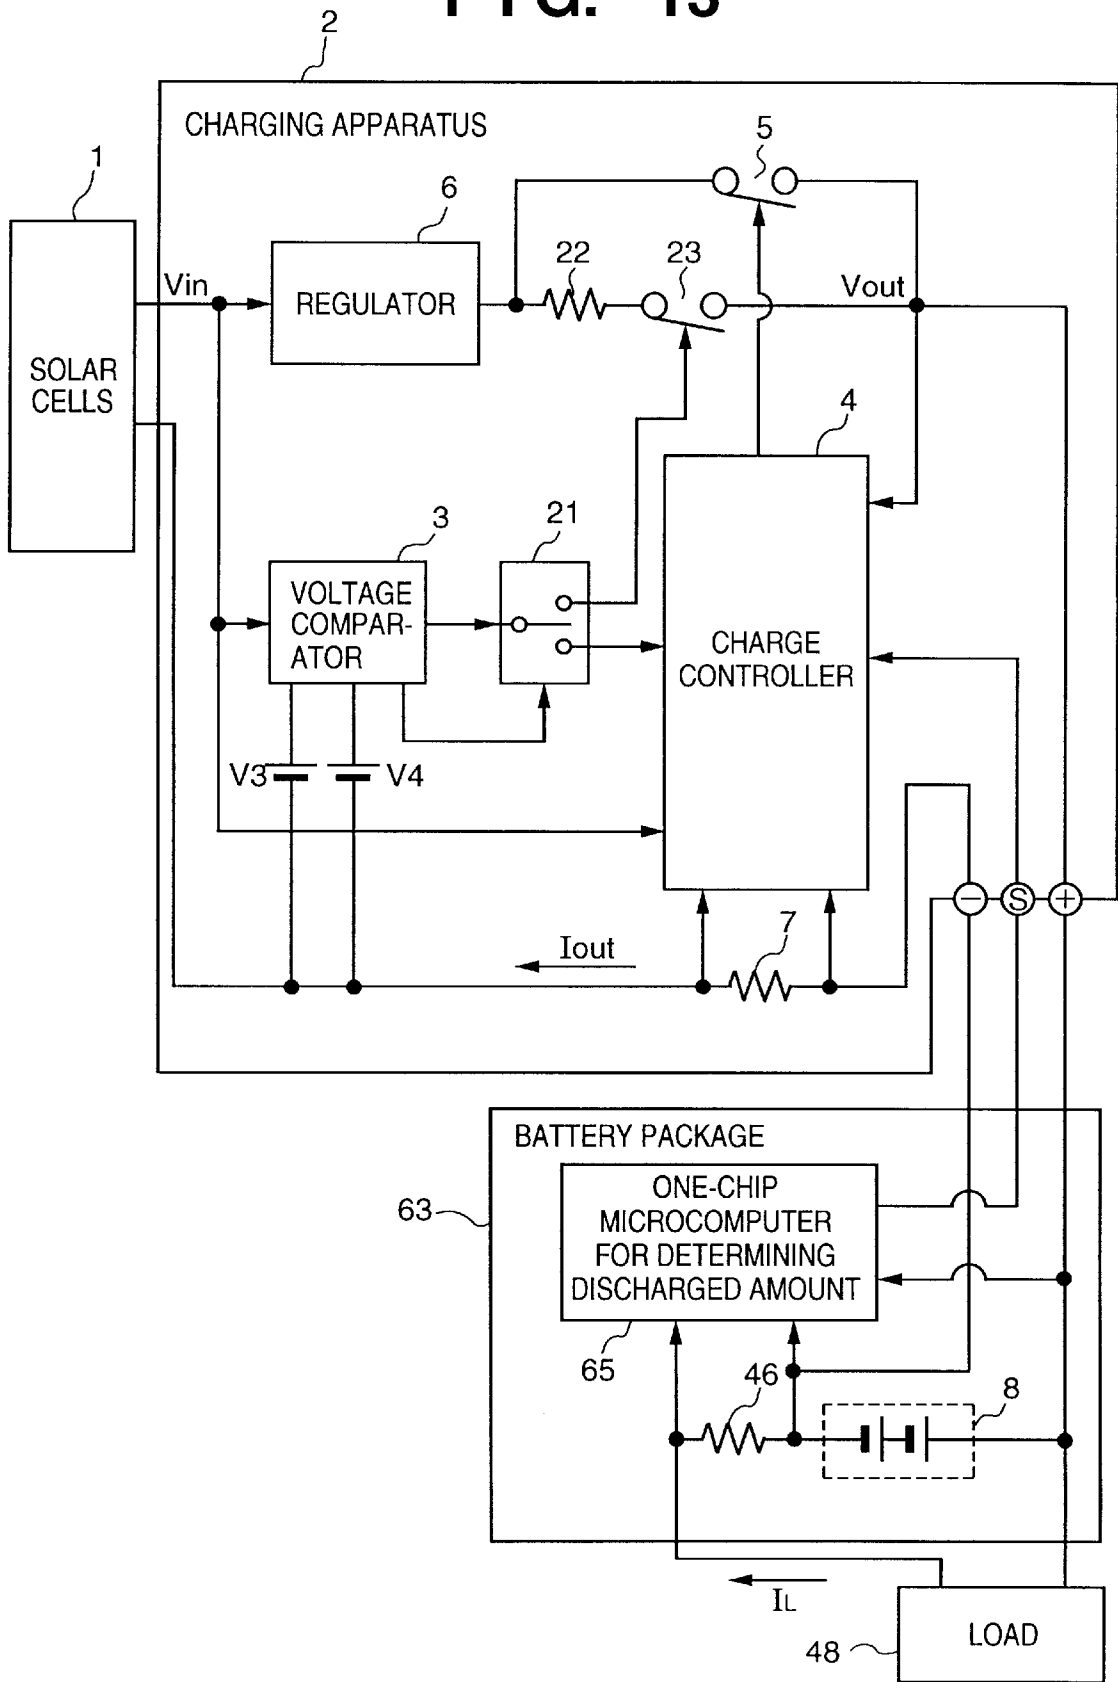 FIG. 13
2
CHARGING APPARATUS
5
1
6
22
23
Vin
REGULATOR
Vout
SOLAR
CELLS
4
3
21
VOLTAGE
COMPAR-
ATOR
CHARGE
CONTROLLER
V3
V4
- S +
7
Iout
BATTERY PACKAGE
63
ONE-CHIP
MICROCOMPUTER
FOR DETERMINING
DISCHARGED AMOUNT
65
46
8
IL
LOAD
48